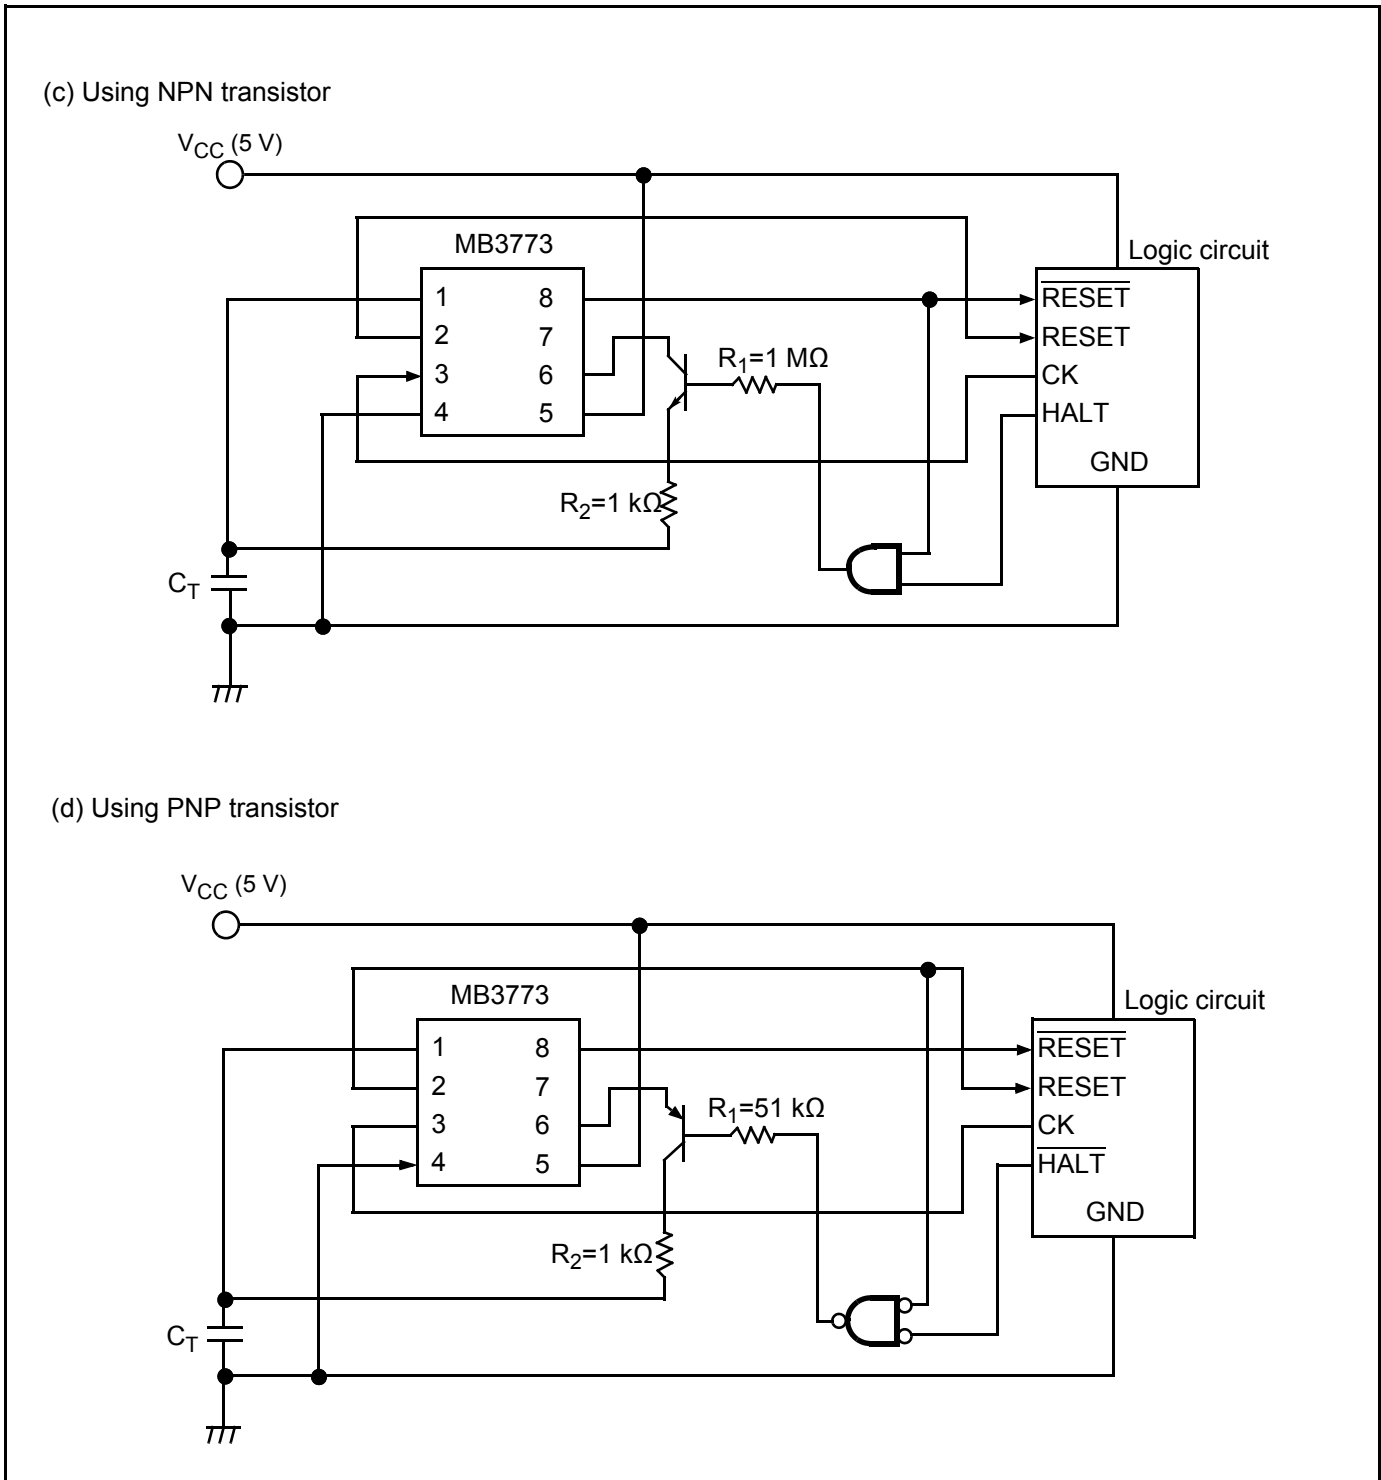 (c) Using NPN transistor
VCC (5 V)
MB3773
Logic circuit
1 8
2 7
3 6
4 5
R1=1 MΩ
R2=1 kΩ
RESET
RESET
CK
HALT
GND
CT
(d) Using PNP transistor
VCC (5 V)
MB3773
Logic circuit
1 8
2 7
3 6
4 5
R1=51 kΩ
R2=1 kΩ
RESET
RESET
CK
HALT
GND
CT